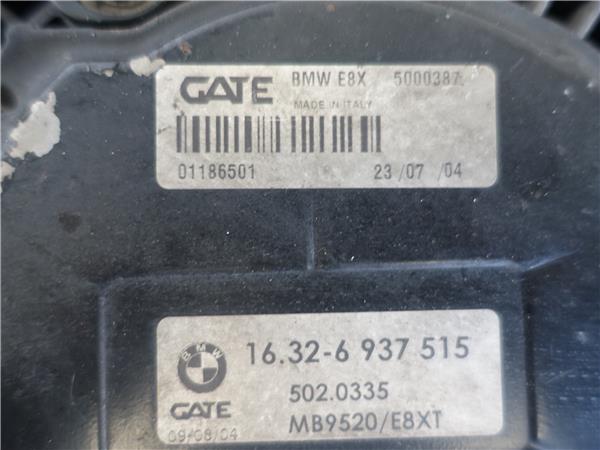 GATE BMW E8X 5000387
MADE IN ITALY
01186501 23/07/04
BMW
16.32-6 937 515
502.0335
GATE MB9520/E8XT
09/08/04